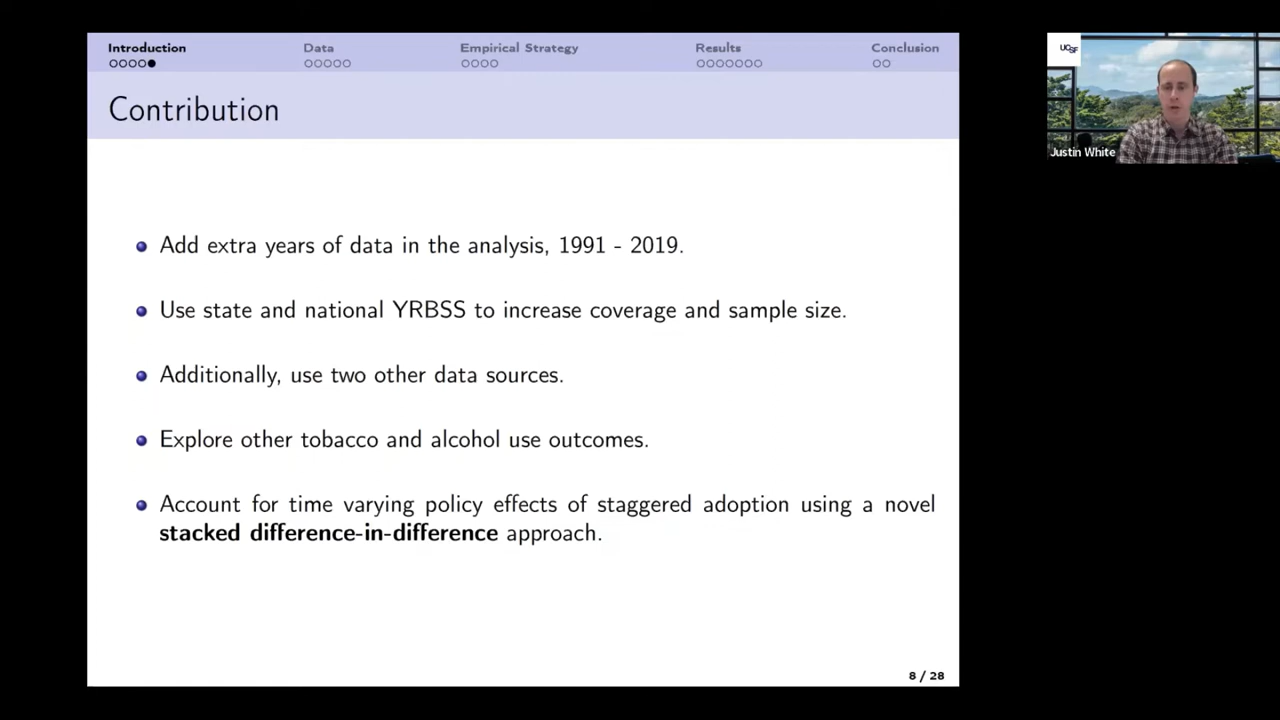 Introduction
Data
Empirical Strategy
Results
Conclusion
Contribution
Add extra years of data in the analysis, 1991 - 2019.
Use state and national YRBSS to increase coverage and sample size.
Additionally, use two other data sources.
Explore other tobacco and alcohol use outcomes.
Account for time varying policy effects of staggered adoption using a novel
stacked difference-in-difference approach.
8 / 28
UCSF
Justin White